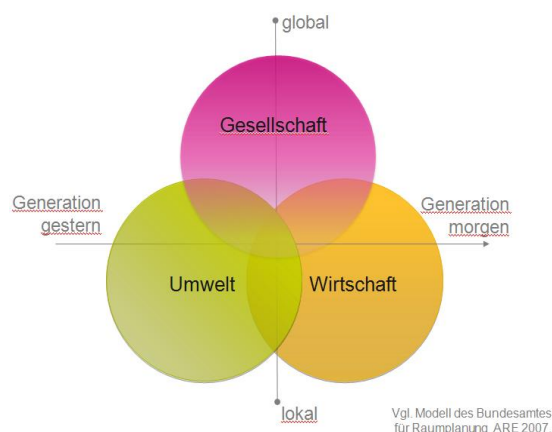 global
Gesellschaft
Generation
gestern
Generation
morgen
Umwelt
Wirtschaft
lokal
Vgl. Modell des Bundesamtes
für Raumplanung ARE 2007.